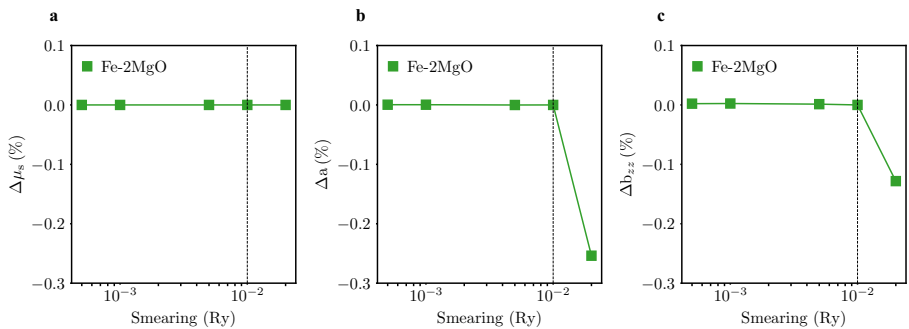 a
b
c
0.1
0.0
−0.1
−0.2
−0.3
Δμs (%)
Fe-2MgO
10−3
10−2
Smearing (Ry)
0.1
0.0
−0.1
−0.2
−0.3
Δa (%)
Fe-2MgO
10−3
10−2
Smearing (Ry)
0.1
0.0
−0.1
−0.2
−0.3
Δbzz (%)
Fe-2MgO
10−3
10−2
Smearing (Ry)